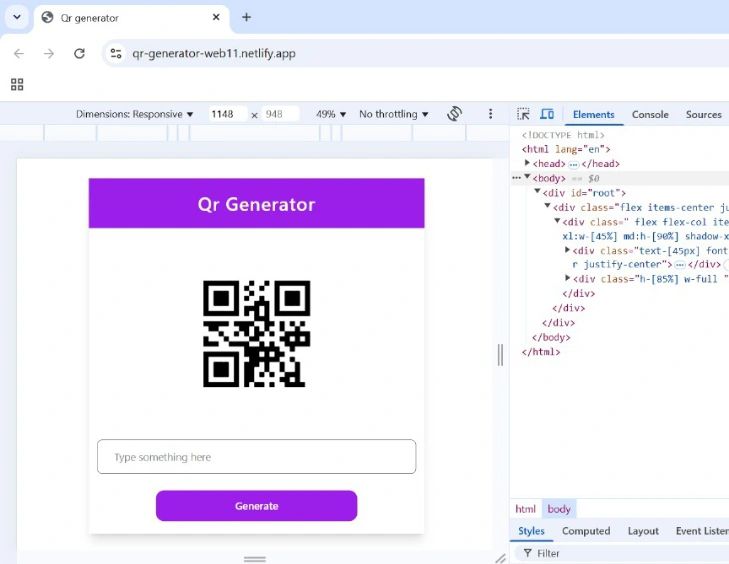 Qr generator
qr-generator-web11.netlify.app
Dimensions: Responsive 1148 x 948 49% No throttling
Elements Console Sources
<!DOCTYPE html>
<html lang="en">
<head> … </head>
… <body> == $0
<div id="root">
<div class="flex items-center ju
<div class=" flex flex-col ite
xl:w-[45%] md:h-[90%] shadow-x
<div class="text-[45px] font
r justify-center"> … </div>
<div class="h-[85%] w-full "
</div>
</div>
</div>
</body>
</html>
Qr Generator
Type something here
Generate
html body
Styles Computed Layout Event Listen
Filter